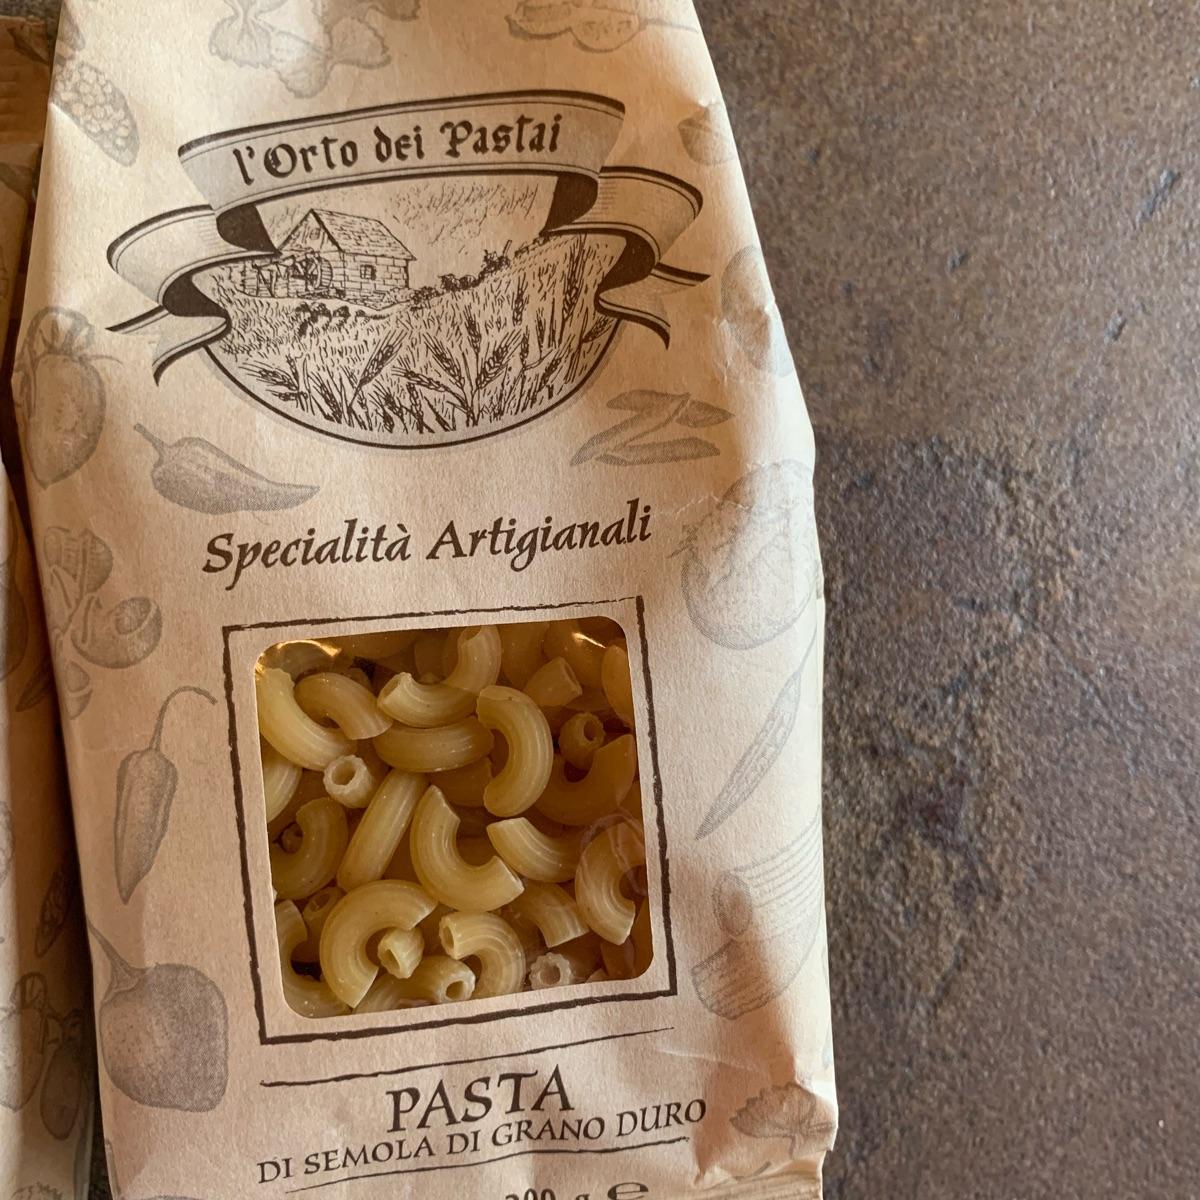 l'Orto dei Pastai
Specialità Artigianali
PASTA
DI SEMOLA DI GRANO DURO
g e